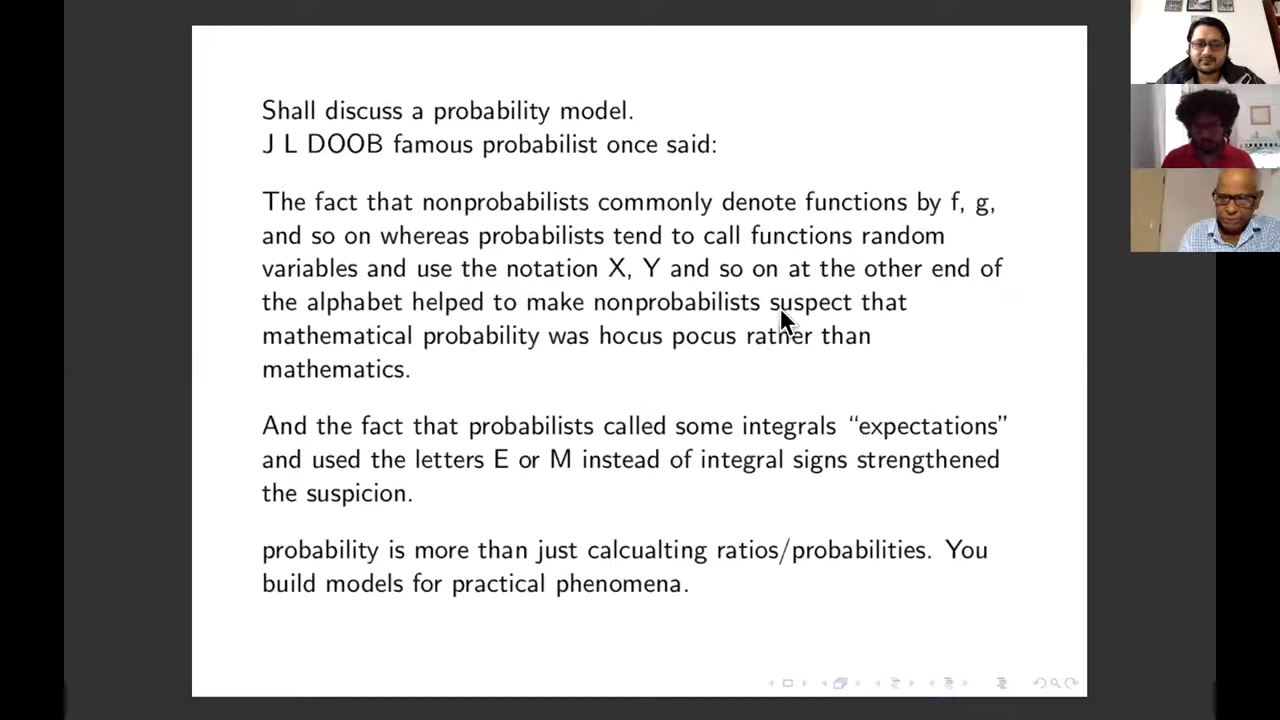 Shall discuss a probability model.
J L DOOB famous probabilist once said:
The fact that nonprobabilists commonly denote functions by f, g,
and so on whereas probabilists tend to call functions random
variables and use the notation X, Y and so on at the other end of
the alphabet helped to make nonprobabilists suspect that
mathematical probability was hocus pocus rather than
mathematics.
And the fact that probabilists called some integrals “expectations”
and used the letters E or M instead of integral signs strengthened
the suspicion.
probability is more than just calcualting ratios/probabilities. You
build models for practical phenomena.